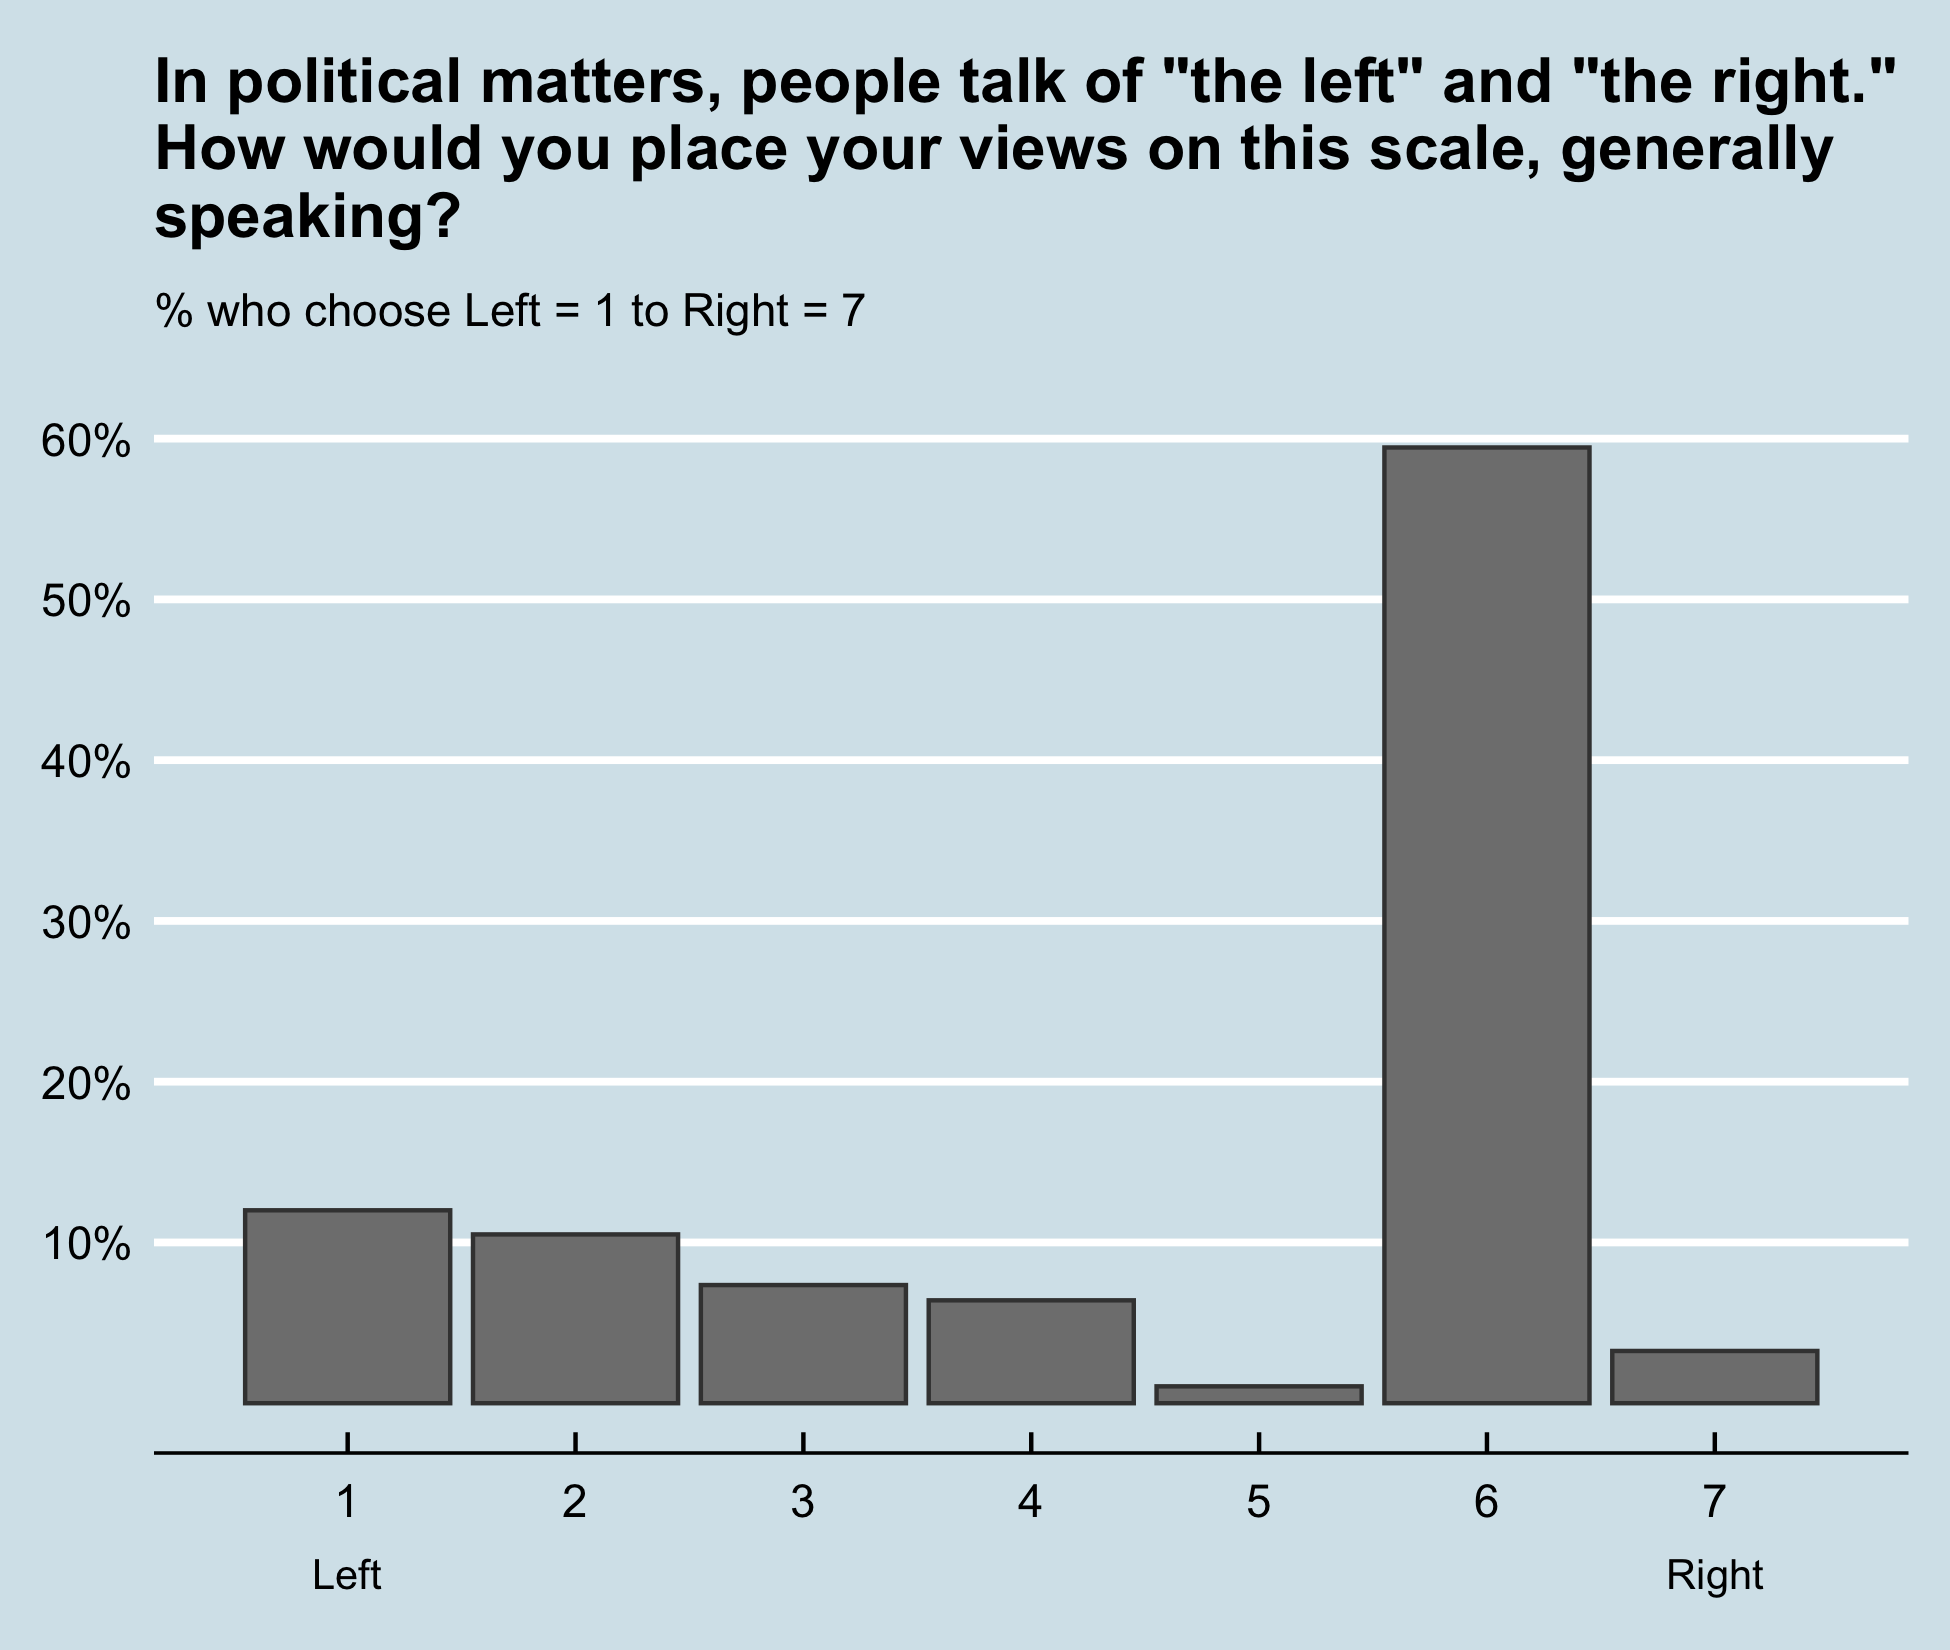 In political matters, people talk of "the left" and "the right."
How would you place your views on this scale, generally
speaking?
% who choose Left = 1 to Right = 7
60%
50%
40%
30%
20%
10%
1 2 3 4 5 6 7
Left Right